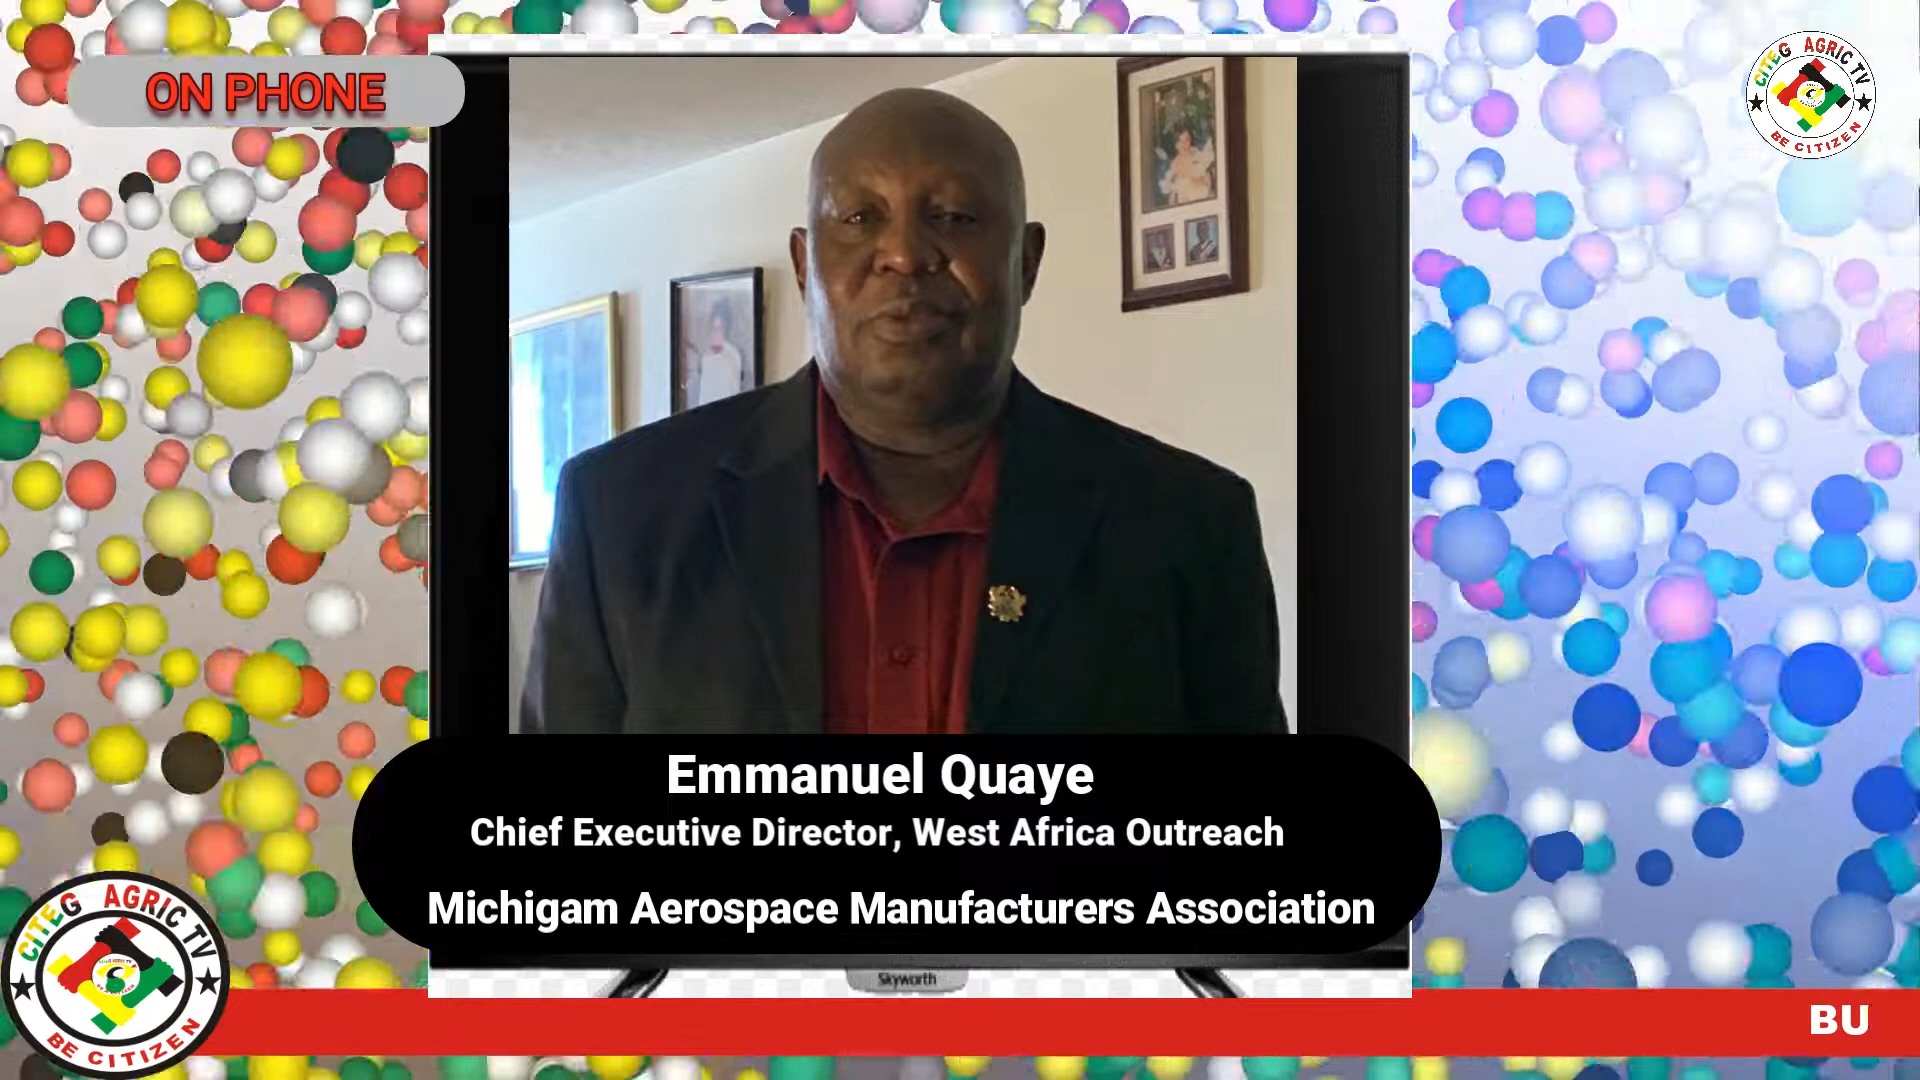 ON PHONE
CITEG AGRIC TV
BE CITIZEN
Emmanuel Quaye
Chief Executive Director, West Africa Outreach
Michigam Aerospace Manufacturers Association
Skyworth
CITEG AGRIC TV
BE CITIZEN
BU